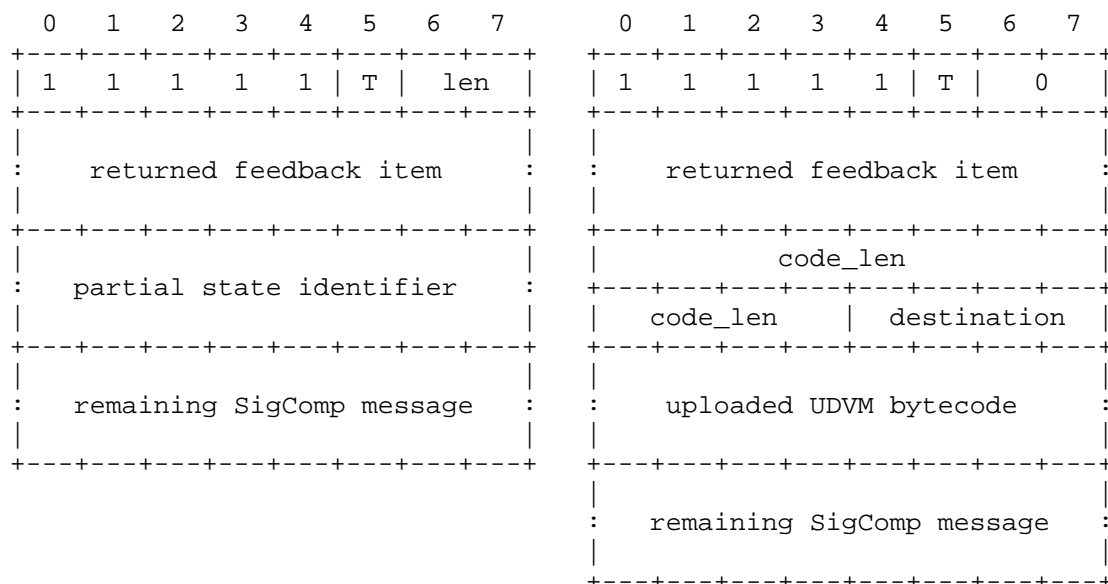 0   1   2   3   4   5   6   7       0   1   2   3   4   5   6   7
+---+---+---+---+---+---+---+---+   +---+---+---+---+---+---+---+---+
| 1   1   1   1   1 | T |  len  |   | 1   1   1   1   1 | T |   0   |
+---+---+---+---+---+---+---+---+   +---+---+---+---+---+---+---+---+
|                               |   |                               |
:    returned feedback item     :   :    returned feedback item     :
|                               |   |                               |
+---+---+---+---+---+---+---+---+   +---+---+---+---+---+---+---+---+
|                               |   |           code_len            |
:   partial state identifier    :   +---+---+---+---+---+---+---+---+
|                               |   |   code_len    |  destination  |
+---+---+---+---+---+---+---+---+   +---+---+---+---+---+---+---+---+
|                               |   |                               |
:   remaining SigComp message   :   :    uploaded UDVM bytecode     :
|                               |   |                               |
+---+---+---+---+---+---+---+---+   +---+---+---+---+---+---+---+---+
                                    |                               |
                                    :   remaining SigComp message   :
                                    |                               |
                                    +---+---+---+---+---+---+---+---+